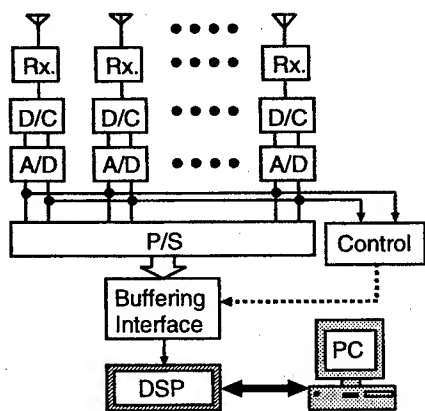 Rx. Rx. Rx.
D/C D/C D/C
A/D A/D A/D
P/S
Control
Buffering
Interface
PC
DSP